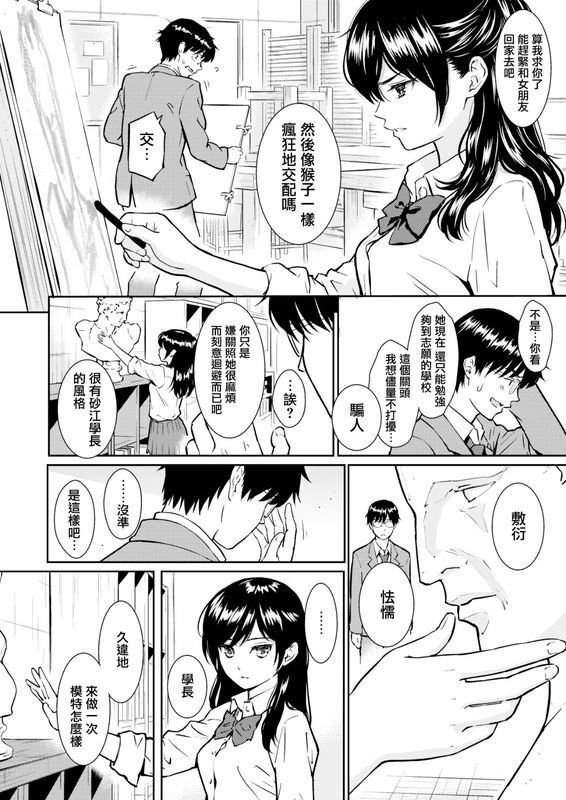 算我求你了
能趕緊和女朋友
回家去吧
然後像猴子一樣
瘋狂地交配嗎
交…
不是…你看
她現在 還只能勉強
夠到志願的學校
這個關頭
我想儘量不打擾…
騙人
…誒？
你只是
嫌關照她很麻煩
而刻意迴避而已吧
很有砂江學長
的風格
敷衍
怯懦
…沒準
是這樣吧…
……
學長
久違地
來做一次
模特怎麼樣